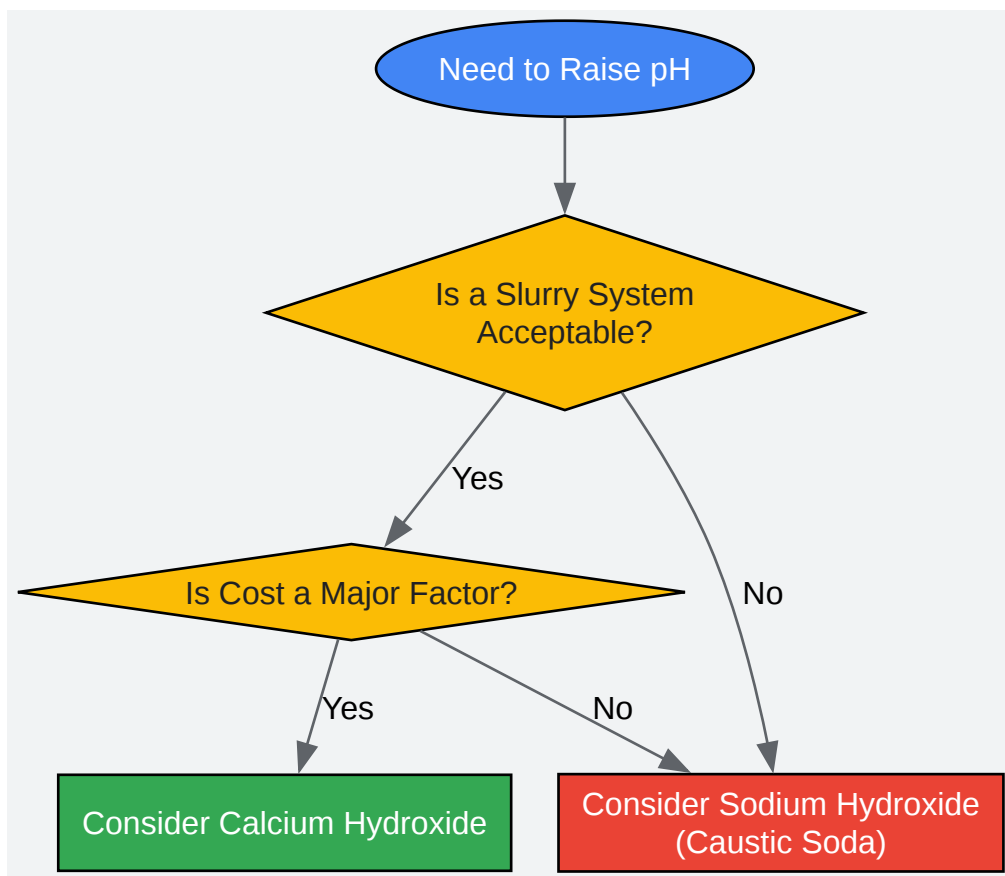 Need to Raise pH
Is a Slurry System
Acceptable?
Yes
Is Cost a Major Factor?
No
Yes
No
Consider Calcium Hydroxide
Consider Sodium Hydroxide
(Caustic Soda)